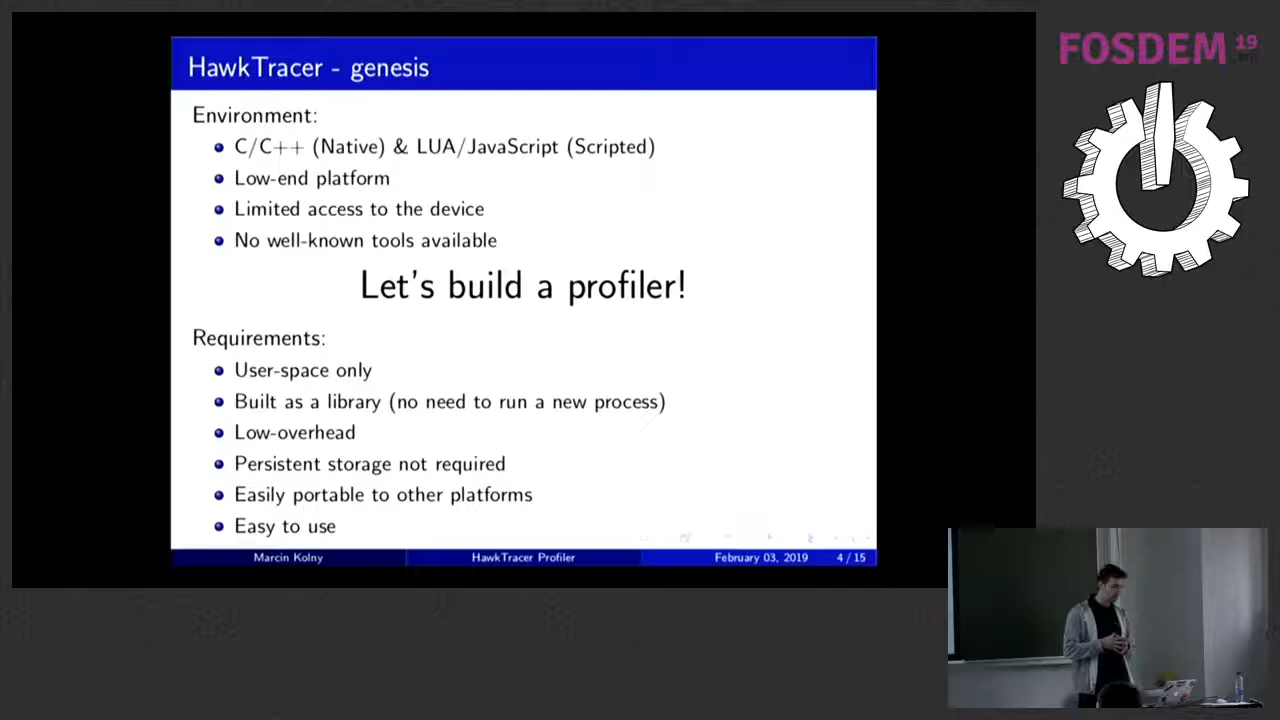 HawkTracer - genesis
Environment:
C/C++ (Native) & LUA/JavaScript (Scripted)
Low-end platform
Limited access to the device
No well-known tools available
Let's build a profiler!
Requirements:
User-space only
Built as a library (no need to run a new process)
Low-overhead
Persistent storage not required
Easily portable to other platforms
Easy to use
Marcin Kolny
HawkTracer Profiler
February 03, 2019
4 / 15
FOSDEM 19